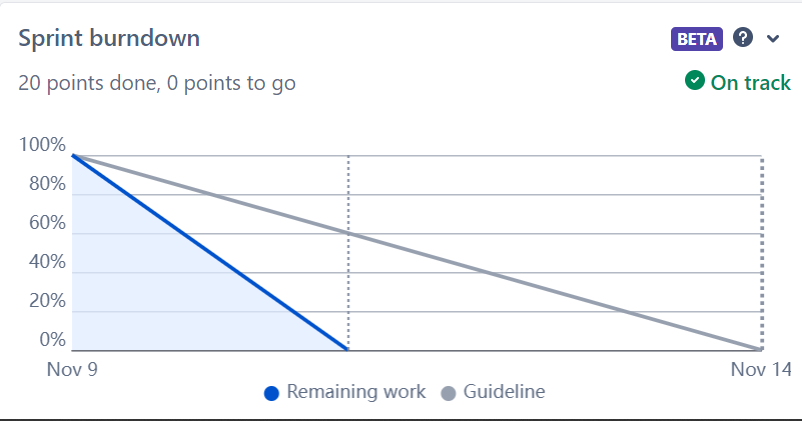 Sprint burndown BETA ?
20 points done, 0 points to go On track
100%
80%
60%
40%
20%
0%
Nov 9 Nov 14
Remaining work Guideline